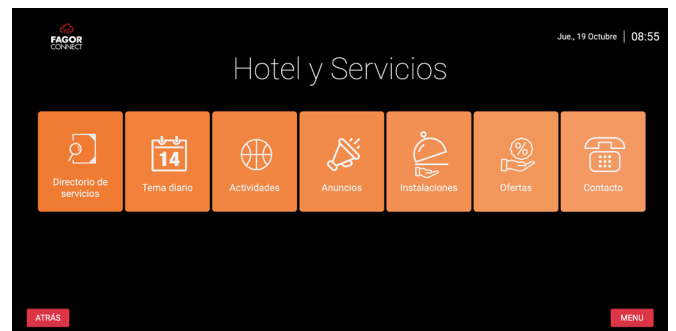 FAGOR
CONNECT
Jue., 19 Octubre | 08:55
Hotel y Servicios
14
Directorio de
servicios
Tema diario
Actividades
Anuncios
Instalaciones
%
Ofertas
Contacto
ATRÁS
MENU